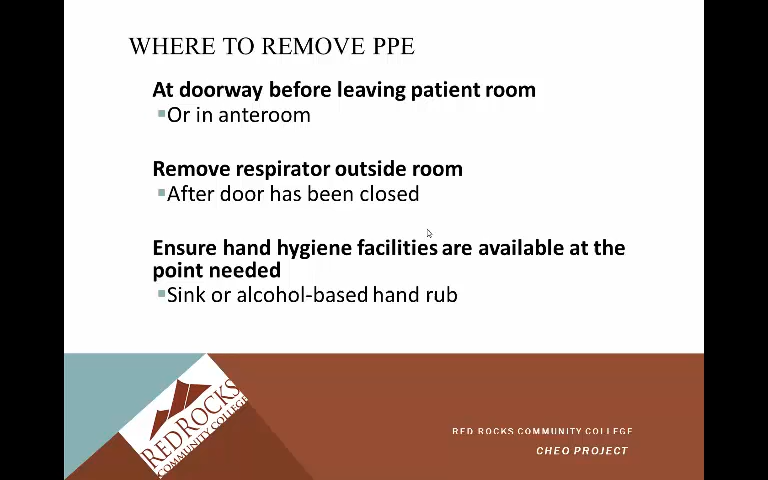 WHERE TO REMOVE PPE
At doorway before leaving patient room
Or in anteroom
Remove respirator outside room
After door has been closed
Ensure hand hygiene facilities are available at the
point needed
Sink or alcohol-based hand rub
RED ROCKS
COMMUNITY COLLEGE
RED ROCKS COMMUNITY COLLEGE
CHEO PROJECT